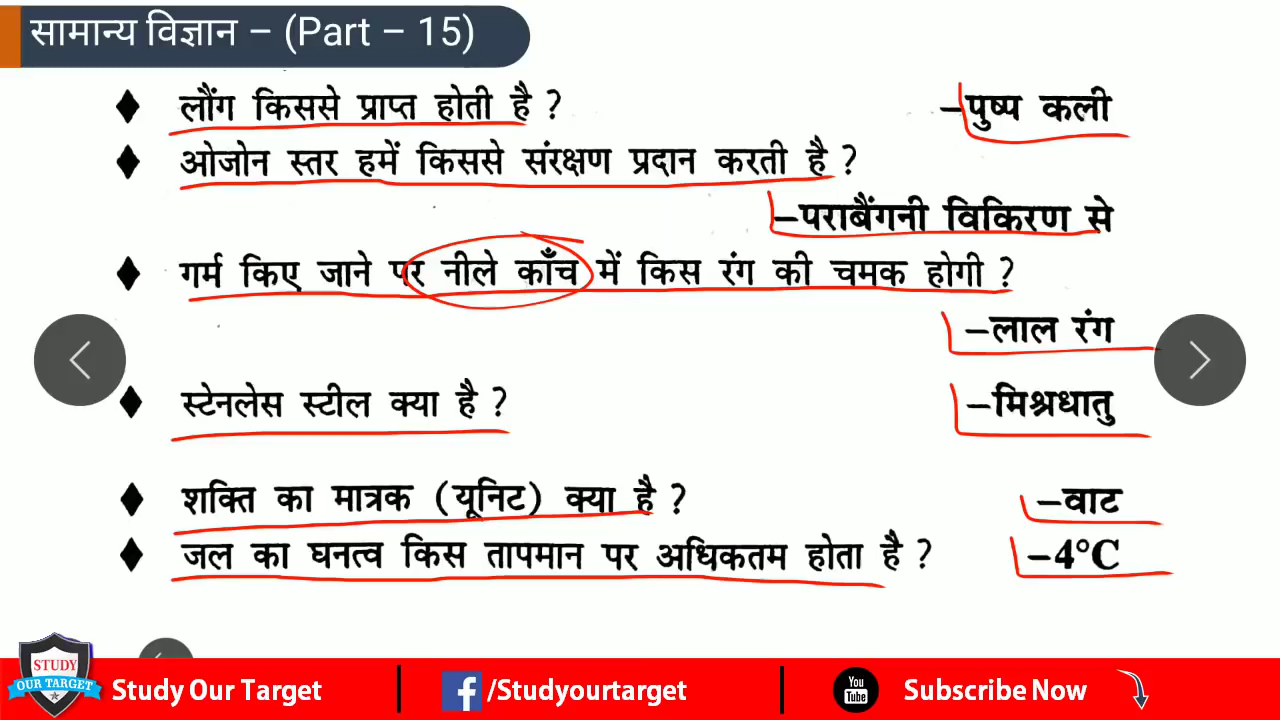 सामान्य विज्ञान – (Part – 15)
♦ लौंग किससे प्राप्त होती है ? –पुष्प कली
♦ ओजोन स्तर हमें किससे संरक्षण प्रदान करती है ?
–पराबैंगनी विकिरण से
♦ गर्म किए जाने पर नीले काँच में किस रंग की चमक होगी ?
–लाल रंग
♦ स्टेनलेस स्टील क्या है ? –मिश्रधातु
♦ शक्ति का मात्रक (यूनिट) क्या है ? –वाट
♦ जल का घनत्व किस तापमान पर अधिकतम होता है ? –4°C
STUDY
OUR TARGET
Study Our Target | f /Studyourtarget | You Tube Subscribe Now